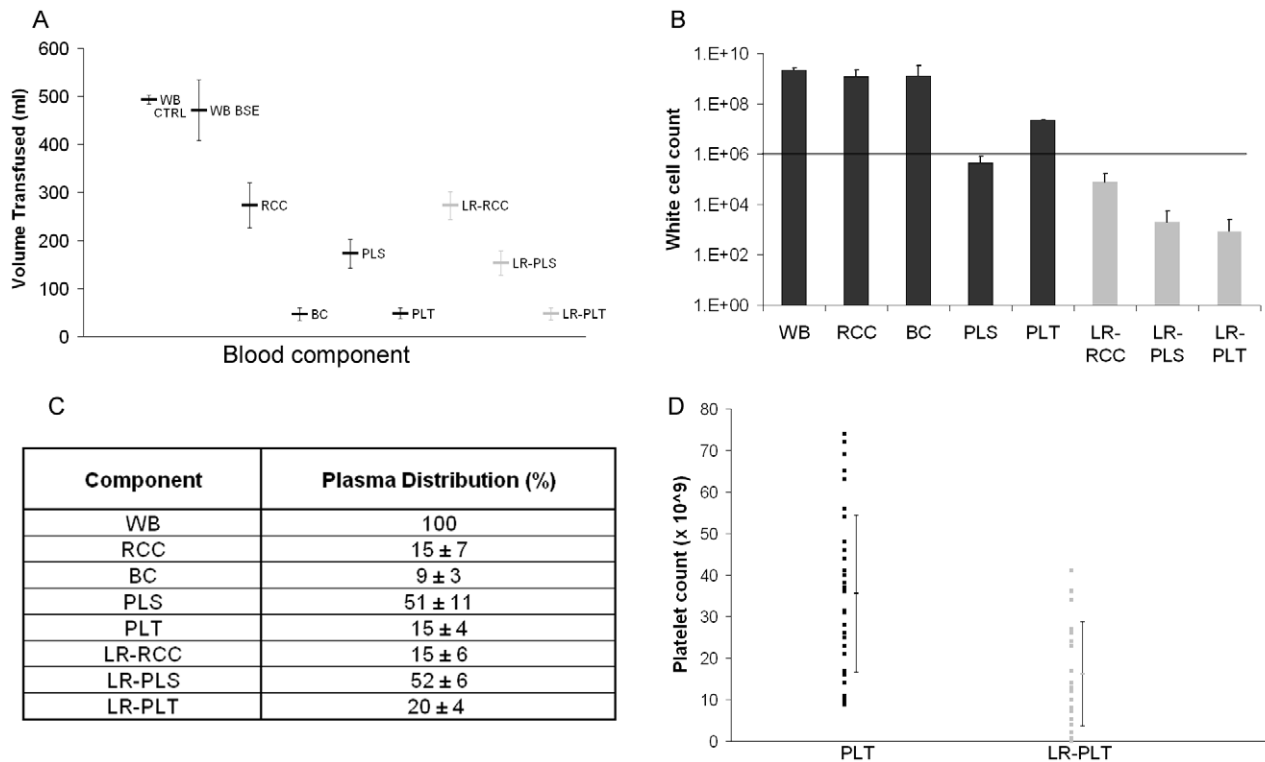 A
Volume Transfused (ml)
600
500
400
300
200
100
0
WB
CTRL
WB BSE
RCC
BC
PLS
PLT
LR-RCC
LR-PLS
LR-PLT
Blood component
B
White cell count
1.E+10
1.E+08
1.E+06
1.E+04
1.E+02
1.E+00
WB RCC BC PLS PLT LR- LR- LR-
RCC PLS PLT
C
Component Plasma Distribution (%)
WB 100
RCC 15 ± 7
BC 9 ± 3
PLS 51 ± 11
PLT 15 ± 4
LR-RCC 15 ± 6
LR-PLS 52 ± 6
LR-PLT 20 ± 4
D
Platelet count (x 10^9)
80
70
60
50
40
30
20
10
0
PLT LR-PLT